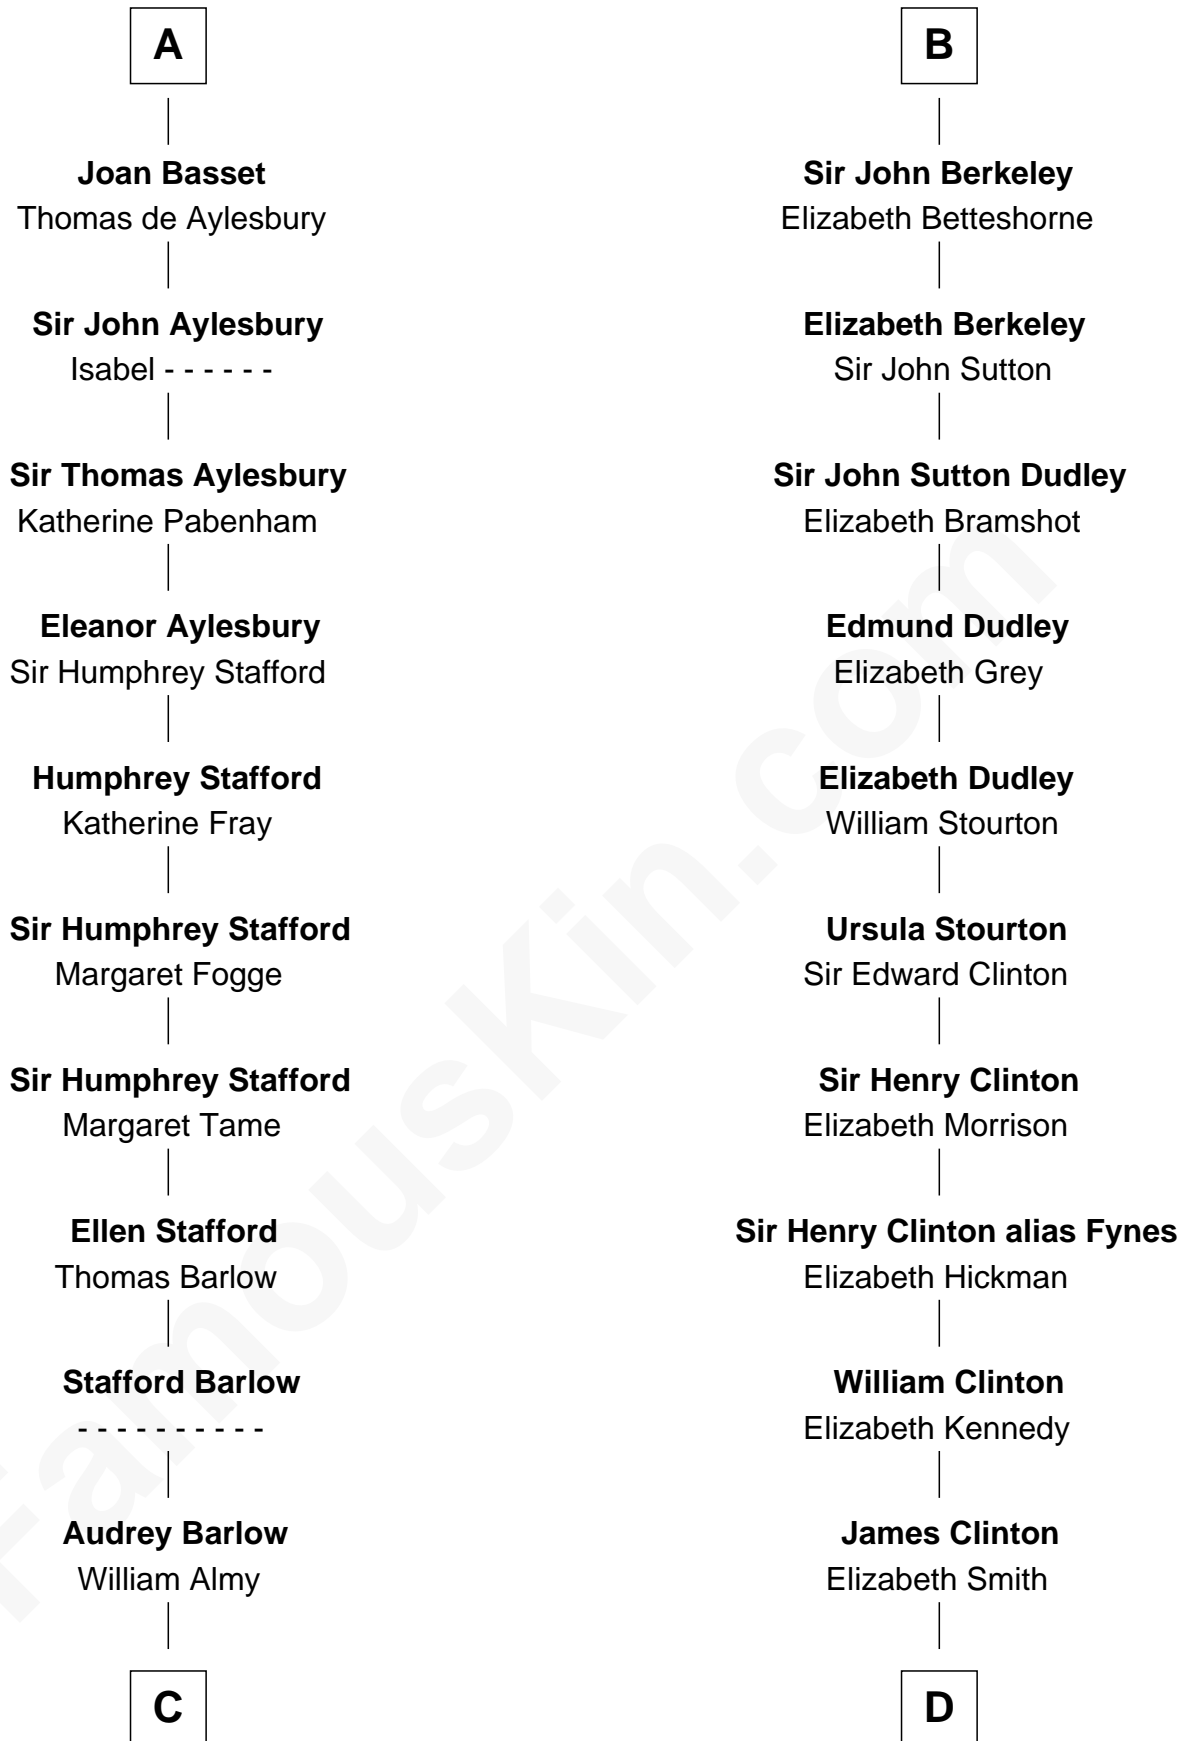 A
Joan Basset
Thomas de Aylesbury
Sir John Aylesbury
Isabel - - - - - -
Sir Thomas Aylesbury
Katherine Pabenham
Eleanor Aylesbury
Sir Humphrey Stafford
Humphrey Stafford
Katherine Fray
Sir Humphrey Stafford
Margaret Fogge
Sir Humphrey Stafford
Margaret Tame
Ellen Stafford
Thomas Barlow
Stafford Barlow
- - - - - - - - - -
Audrey Barlow
William Almy
C
B
Sir John Berkeley
Elizabeth Betteshorne
Elizabeth Berkeley
Sir John Sutton
Sir John Sutton Dudley
Elizabeth Bramshot
Edmund Dudley
Elizabeth Grey
Elizabeth Dudley
William Stourton
Ursula Stourton
Sir Edward Clinton
Sir Henry Clinton
Elizabeth Morrison
Sir Henry Clinton alias Fynes
Elizabeth Hickman
William Clinton
Elizabeth Kennedy
James Clinton
Elizabeth Smith
D
FamousKin.com